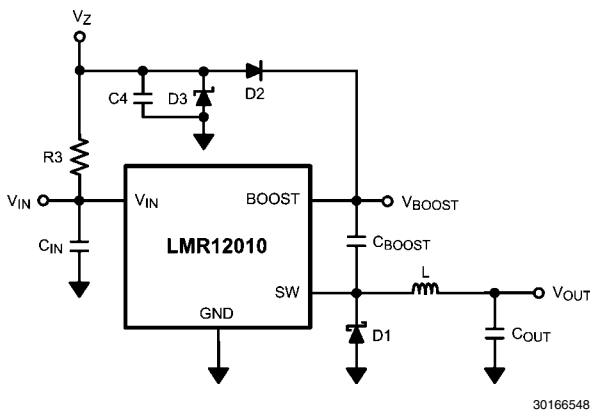 VZ
C4
D3
D2
R3
VIN
VIN
BOOST
VBOOST
CIN
LMR12010
CBOOST
SW
L
VOUT
GND
D1
COUT
30166548